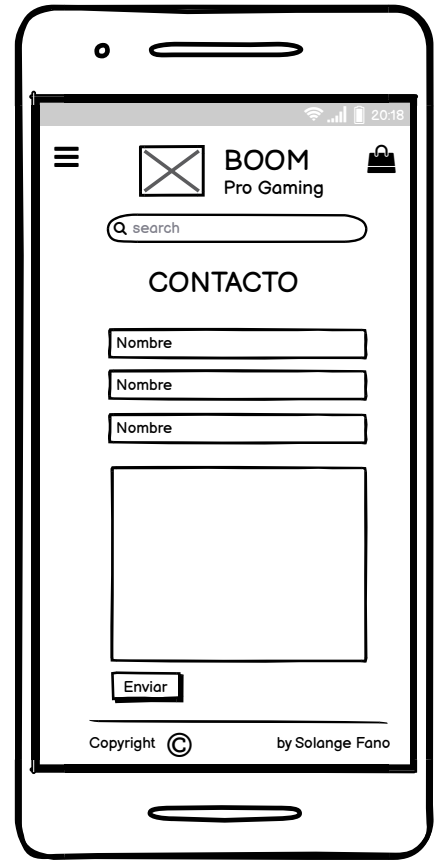 20:18
BOOM
Pro Gaming
search
CONTACTO
Nombre
Nombre
Nombre
Enviar
Copyright © by Solange Fano